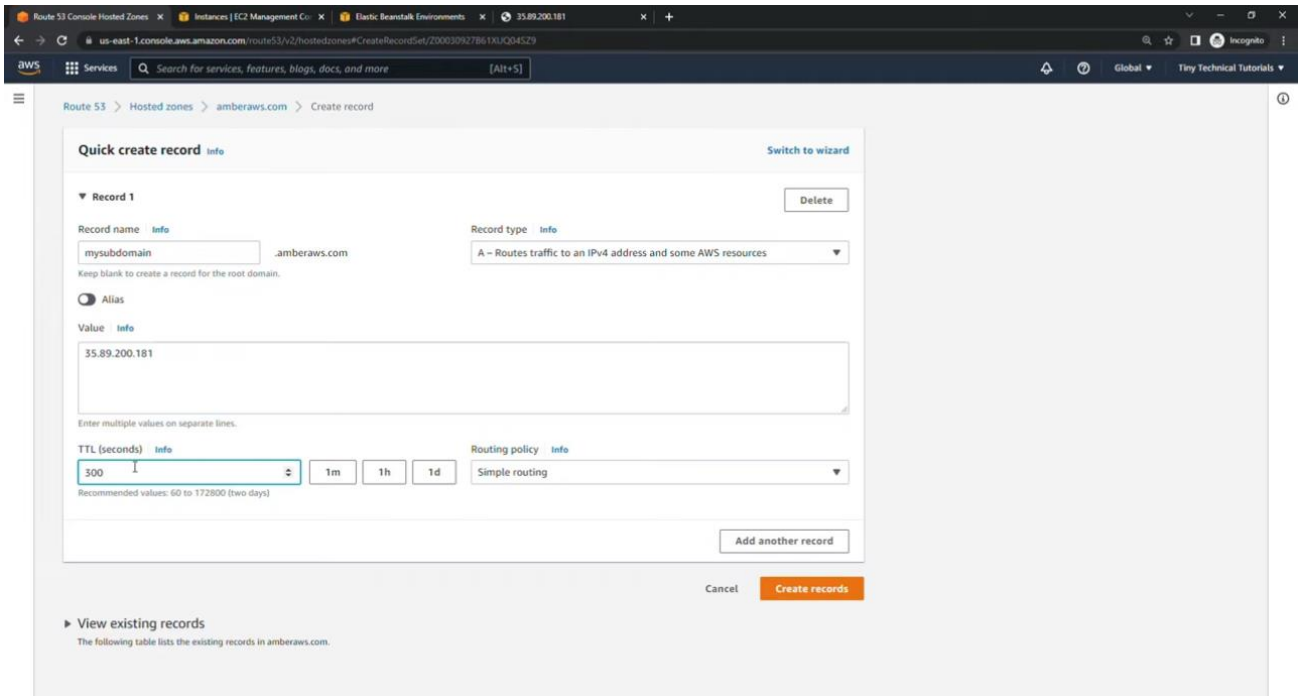 Route 53 Console Hosted Zones
Instances | EC2 Management Co
Elastic Beanstalk Environments
35.89.200.181
us-east-1.console.aws.amazon.com/route53/v2/hostedzones#CreateRecordSet/Z00030927861XUQ04SZ9
Incognito
aws
Services
Search for services, features, blogs, docs, and more
[Alt+S]
Global
Tiny Technical Tutorials
Route 53 > Hosted zones > amberaws.com > Create record
Quick create record Info
Switch to wizard
Record 1
Delete
Record name Info
Record type Info
mysubdomain .amberaws.com
A – Routes traffic to an IPv4 address and some AWS resources
Keep blank to create a record for the root domain.
Alias
Value Info
35.89.200.181
Enter multiple values on separate lines.
TTL (seconds) Info
Routing policy Info
300
1m
1h
1d
Simple routing
Recommended values: 60 to 172800 (two days)
Add another record
Cancel
Create records
View existing records
The following table lists the existing records in amberaws.com.